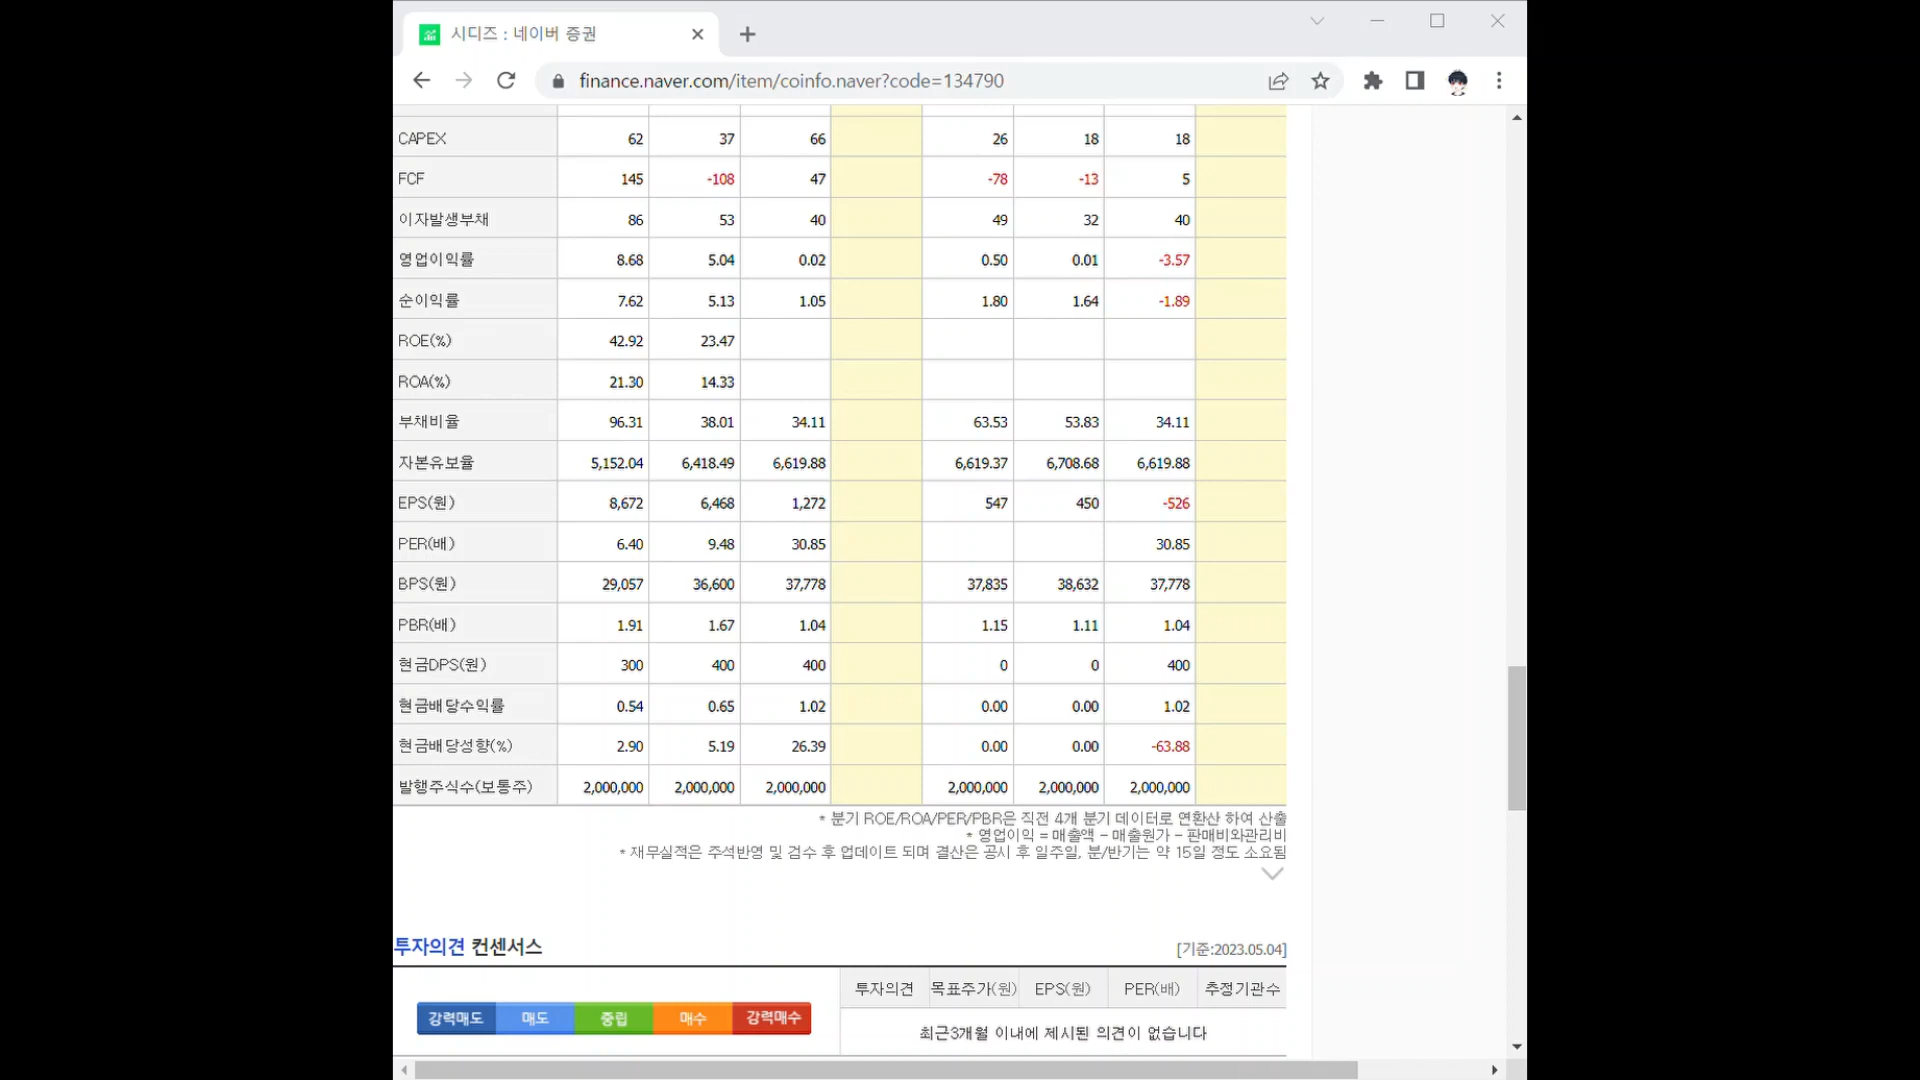 시디즈 : 네이버 증권
finance.naver.com/item/coinfo.naver?code=134790
CAPEX 62 37 66 26 18 18
FCF 145 -108 47 -78 -13 5
이자발생부채 86 53 40 49 32 40
영업이익률 8.68 5.04 0.02 0.50 0.01 -3.57
순이익률 7.62 5.13 1.05 1.80 1.64 -1.89
ROE(%) 42.92 23.47
ROA(%) 21.30 14.33
부채비율 96.31 38.01 34.11 63.53 53.83 34.11
자본유보율 5,152.04 6,418.49 6,619.88 6,619.37 6,708.68 6,619.88
EPS(원) 8,672 6,468 1,272 547 450 -526
PER(배) 6.40 9.48 30.85 30.85
BPS(원) 29,057 36,600 37,778 37,835 38,632 37,778
PBR(배) 1.91 1.67 1.04 1.15 1.11 1.04
현금DPS(원) 300 400 400 0 0 400
현금배당수익률 0.54 0.65 1.02 0.00 0.00 1.02
현금배당성향(%) 2.90 5.19 26.39 0.00 0.00 -63.88
발행주식수(보통주) 2,000,000 2,000,000 2,000,000 2,000,000 2,000,000 2,000,000
* 분기 ROE/ROA/PER/PBR은 직전 4개 분기 데이터로 연환산 하여 산출
* 영업이익 = 매출액 - 매출원가 - 판매비와관리비
* 재무실적은 주석반영 및 검수 후 업데이트 되며 결산은 공시 후 일주일, 분/반기는 약 15일 정도 소요됨
투자의견 컨센서스 [기준:2023.05.04]
투자의견 목표주가(원) EPS(원) PER(배) 추정기관수
강력매도 매도 중립 매수 강력매수
최근3개월 이내에 제시된 의견이 없습니다